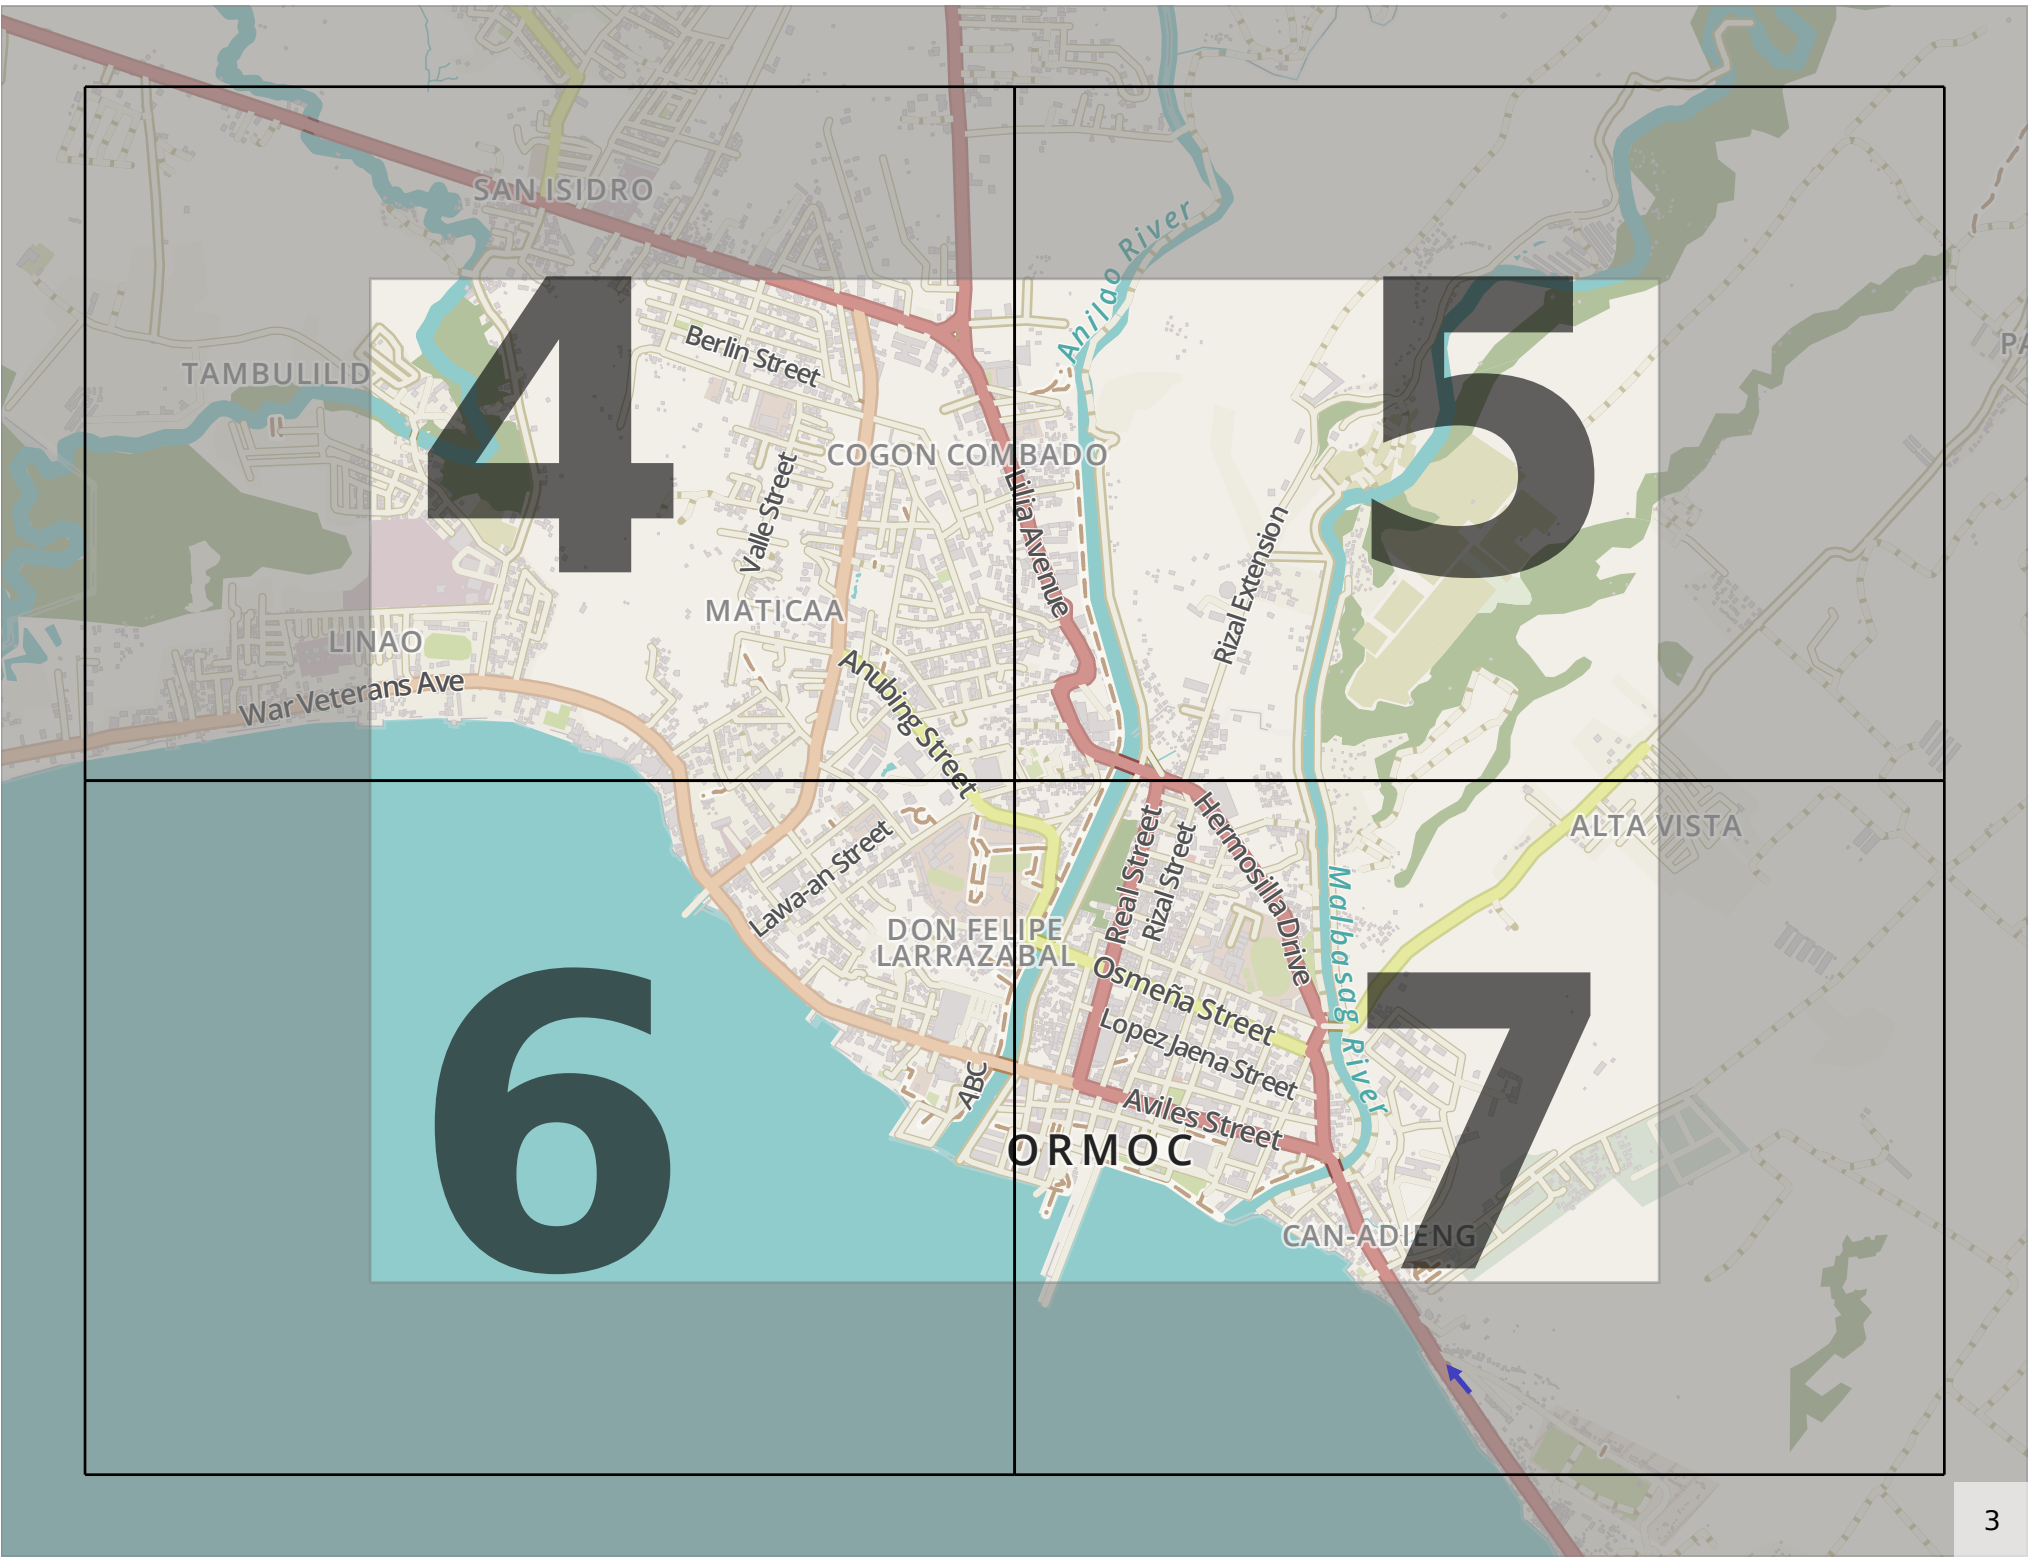 SAN ISIDRO
Anilao River
4
5
Berlin Street
TAMBULILID
PA
COGON COMBADO
Valle Street
Lilia Avenue
Rizal Extension
MATICAA
LINAO
War Veterans Ave
Anubing Street
Hermosilla Drive
Real Street
Rizal Street
ALTA VISTA
Lawa-an Street
Malbasag River
DON FELIPE
LARRAZABAL
Osmeña Street
6
7
Lopez Jaena Street
ABC
Aviles Street
ORMOC
CAN-ADIENG
3